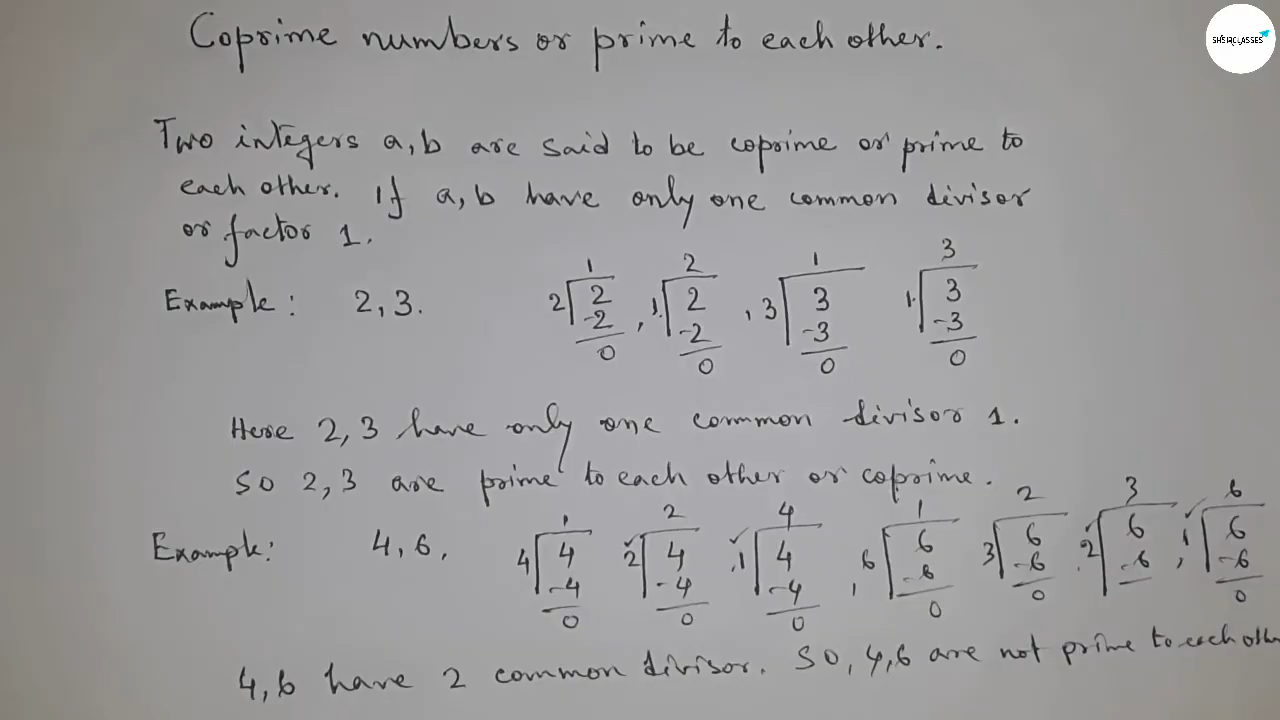 Coprime numbers or prime to each other.
SHSIRCLASSES
Two integers a, b are said to be coprime or prime to
each other. If a, b have only one common divisor
or factor 1.
1 2 1 3
Example: 2, 3. 2 2 , 1 2 , 3 3 1 3
-2 -2 -3 -3
0 0 0 0
Here 2, 3 have only one common divisor 1.
So 2, 3 are prime to each other or coprime.
1 2 4 1 2 3 6
Example: 4, 6. 4 4 2 4 , 1 4 , 6 6 3 6 2 6 , 1 6
-4 -4 -4 -6 -6 -6 -6
0 0 0 0 0 0
4, 6 have 2 common divisor. So, 4, 6 are not prime to each othe